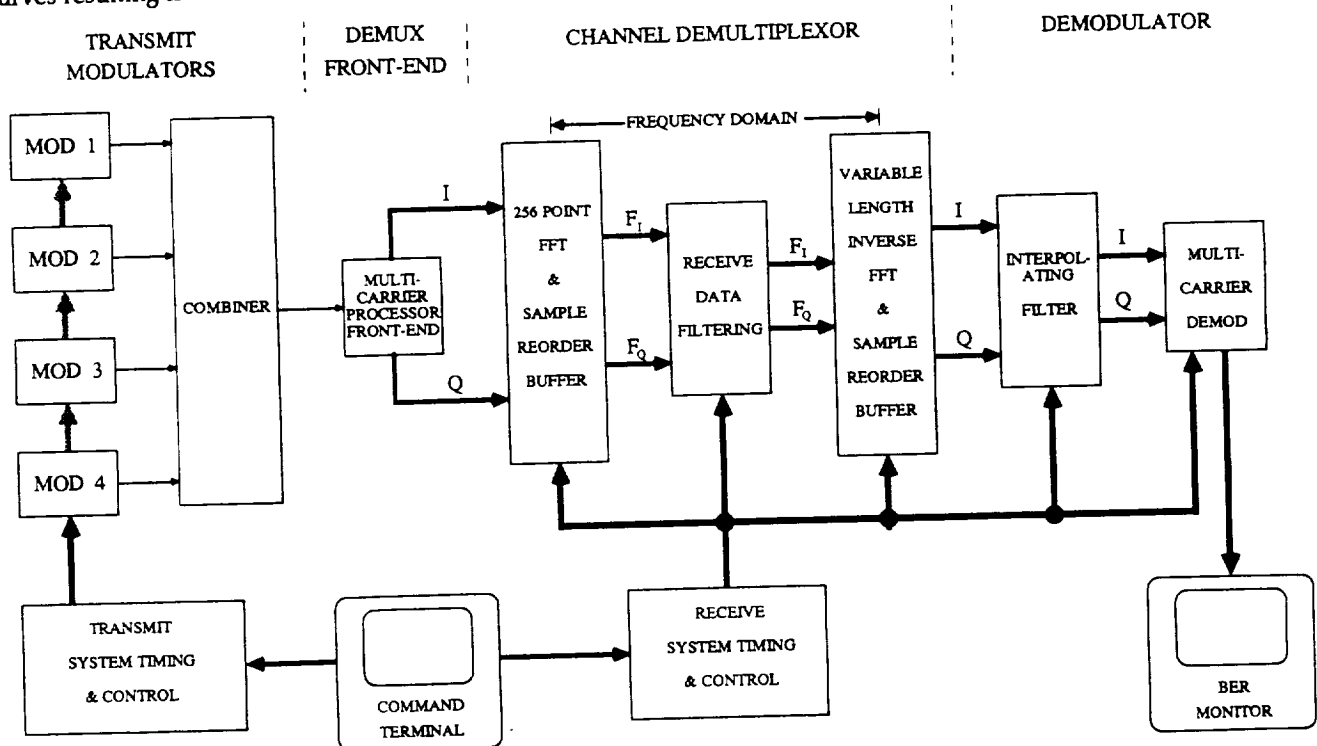 urves resulting
TRANSMIT
MODULATORS
DEMUX
FRONT-END
CHANNEL DEMULTIPLEXOR
DEMODULATOR
FREQUENCY DOMAIN
MOD 1
MOD 2
MOD 3
MOD 4
COMBINER
MULTI-
CARRIER
PROCESSOR
FRONT-END
I
Q
256 POINT
FFT
&
SAMPLE
REORDER
BUFFER
F_I
F_Q
RECEIVE
DATA
FILTERING
F_I
F_Q
VARIABLE
LENGTH
INVERSE
FFT
&
SAMPLE
REORDER
BUFFER
I
Q
INTERPOL-
ATING
FILTER
I
Q
MULTI-
CARRIER
DEMOD
TRANSMIT
SYSTEM TIMING
& CONTROL
COMMAND
TERMINAL
RECEIVE
SYSTEM TIMING
& CONTROL
BER
MONITOR